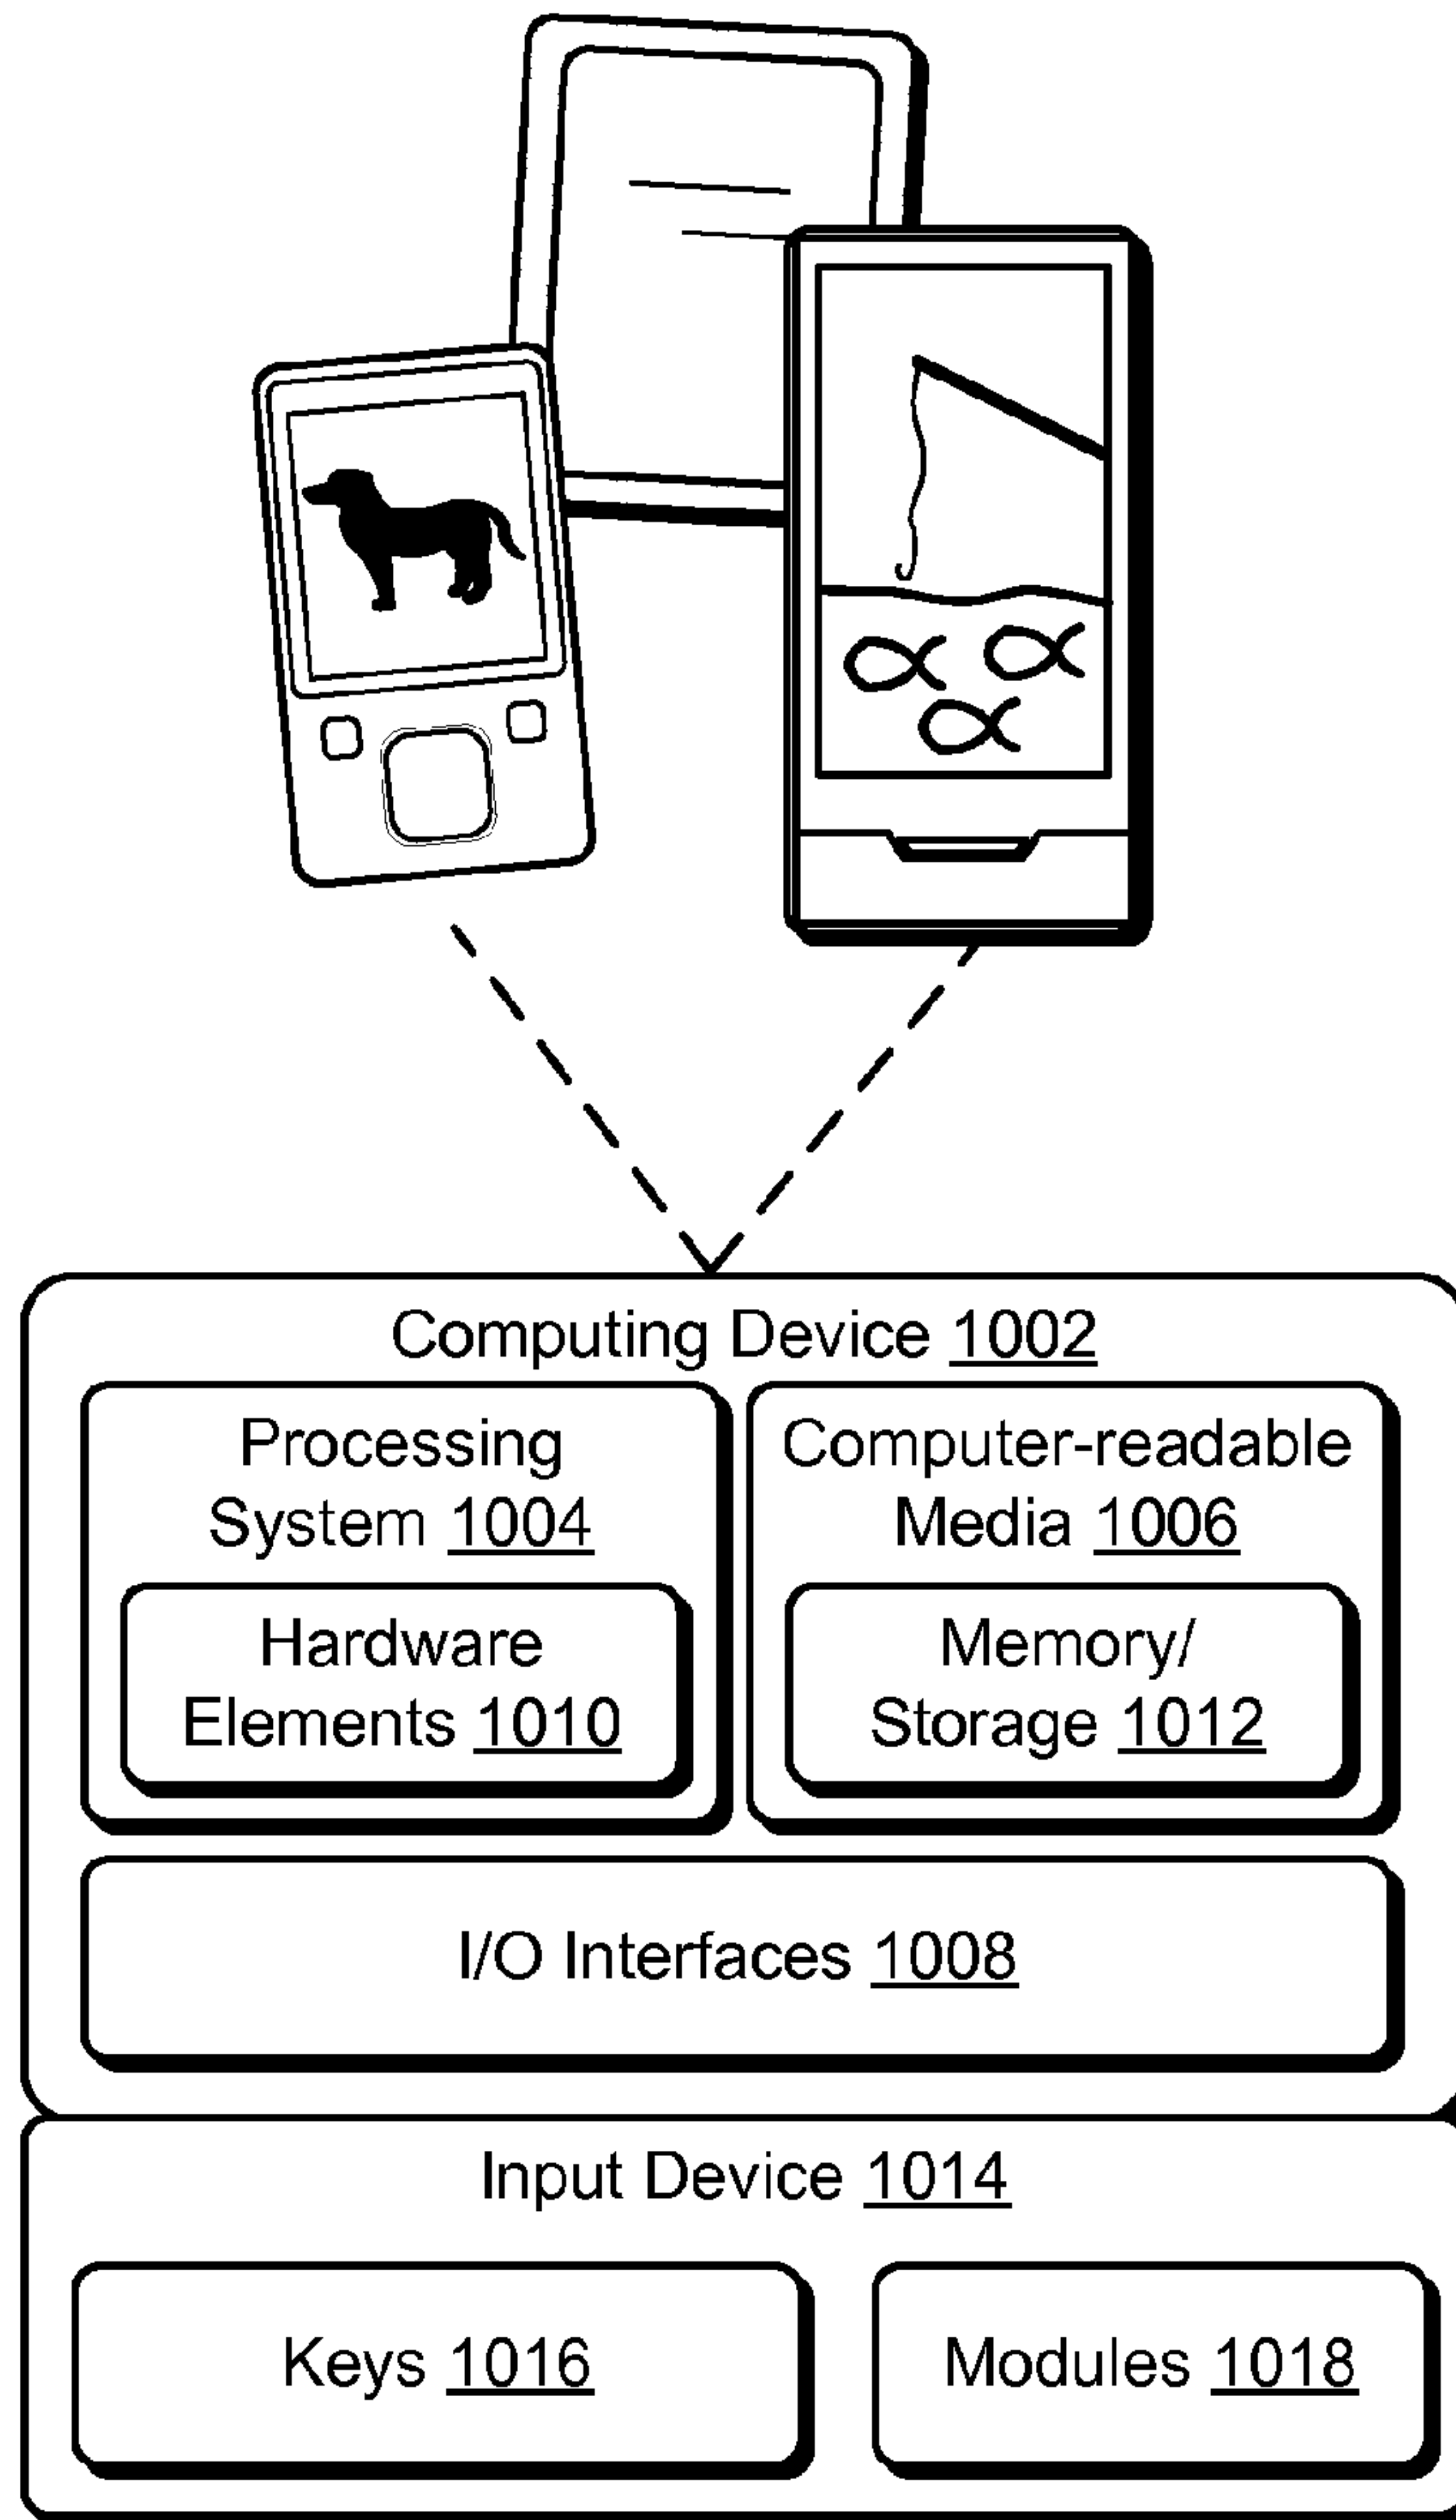 Computing Device 1002
Processing
System 1004
Hardware
Elements 1010
Computer-readable
Media 1006
Memory/
Storage 1012
I/O Interfaces 1008
Input Device 1014
Keys 1016
Modules 1018